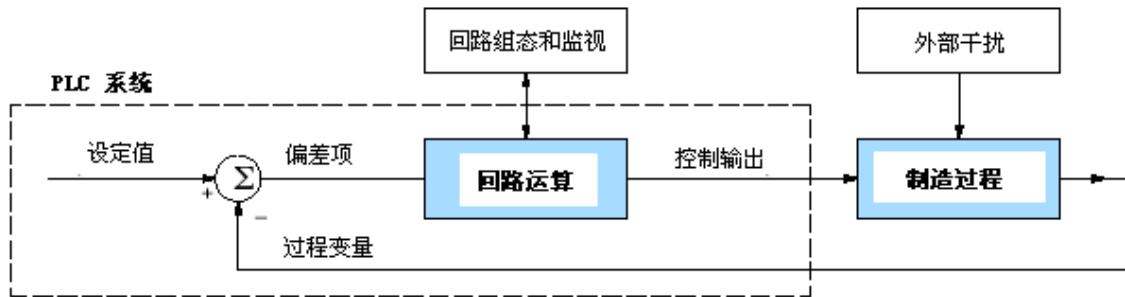 回路组态和监视
外部干扰
PLC 系统
设定值
偏差项
控制输出
+
Σ
回路运算
制造过程
−
过程变量